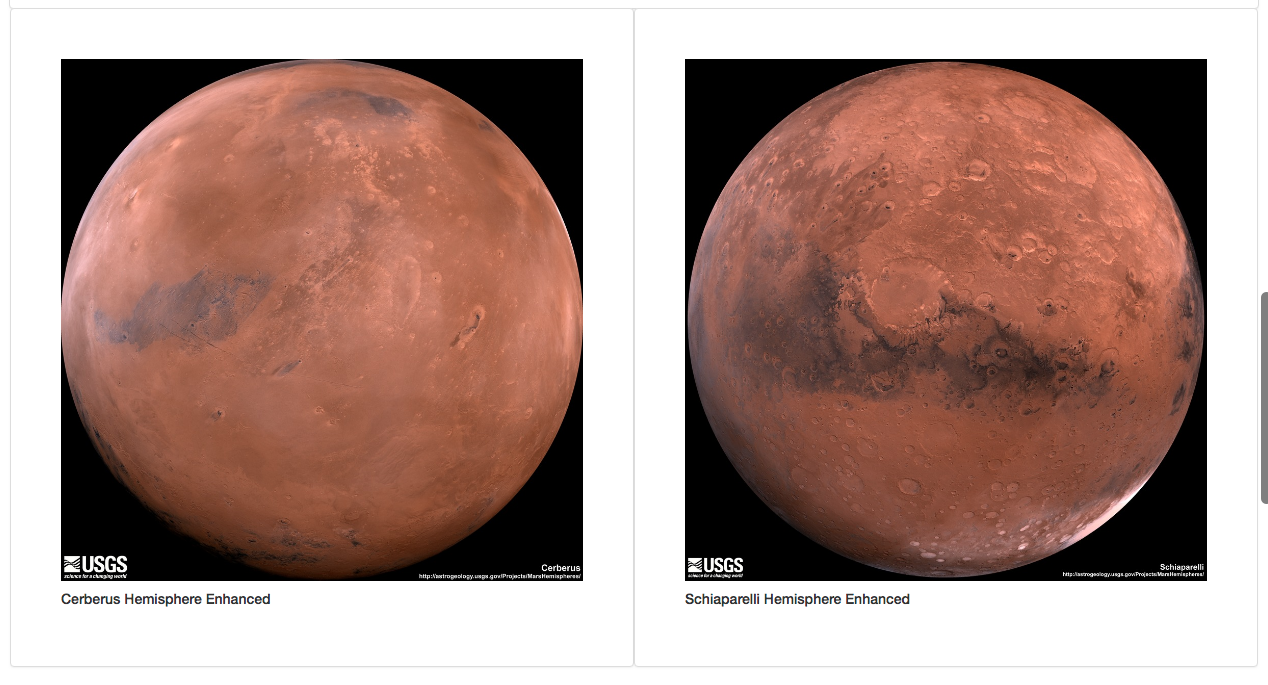 USGS
science for a changing world
Cerberus
http://astrogeology.usgs.gov/Projects/MarsHemispheres/
Cerberus Hemisphere Enhanced
USGS
science for a changing world
Schiaparelli
http://astrogeology.usgs.gov/Projects/MarsHemispheres/
Schiaparelli Hemisphere Enhanced